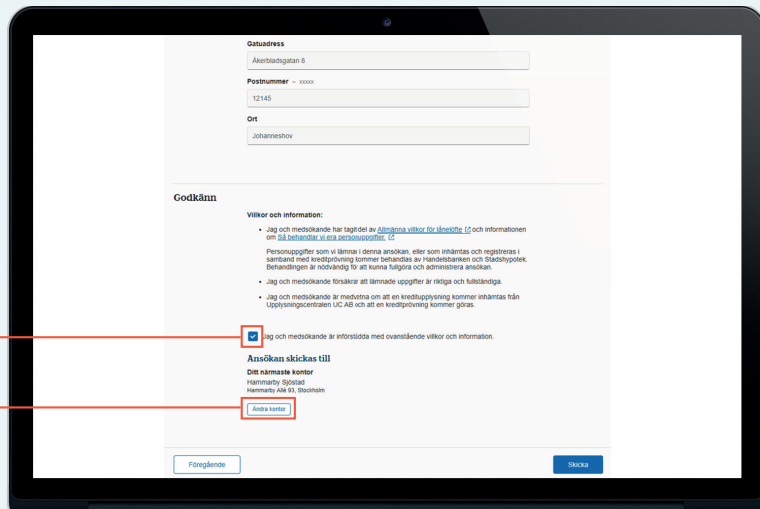 Gatuadress
Åkerbladsgatan 8
Postnummer – xxxxx
12145
Ort
Johanneshov
Godkänn
Villkor och information:
• Jag och medsökande har tagit del av Allmänna villkor för lånelöfte och informationen
om Så behandlar vi era personuppgifter.
Personuppgifter som vi lämnar i denna ansökan, eller som inhämtas och registreras i
samband med kreditprövning kommer behandlas av Handelsbanken och Stadshypotek.
Behandlingen är nödvändig för att kunna fullgöra och administrera ansökan.
• Jag och medsökande försäkrar att lämnade uppgifter är riktiga och fullständiga.
• Jag och medsökande är medvetna om att en kreditupplysning kommer inhämtas från
Upplysningscentralen UC AB och att en kreditprövning kommer göras.
Jag och medsökande är införstådda med ovanstående villkor och information.
Ansökan skickas till
Ditt närmaste kontor
Hammarby Sjöstad
Hammarby Allé 93, Stockholm
Ändra kontor
Föregående
Skicka